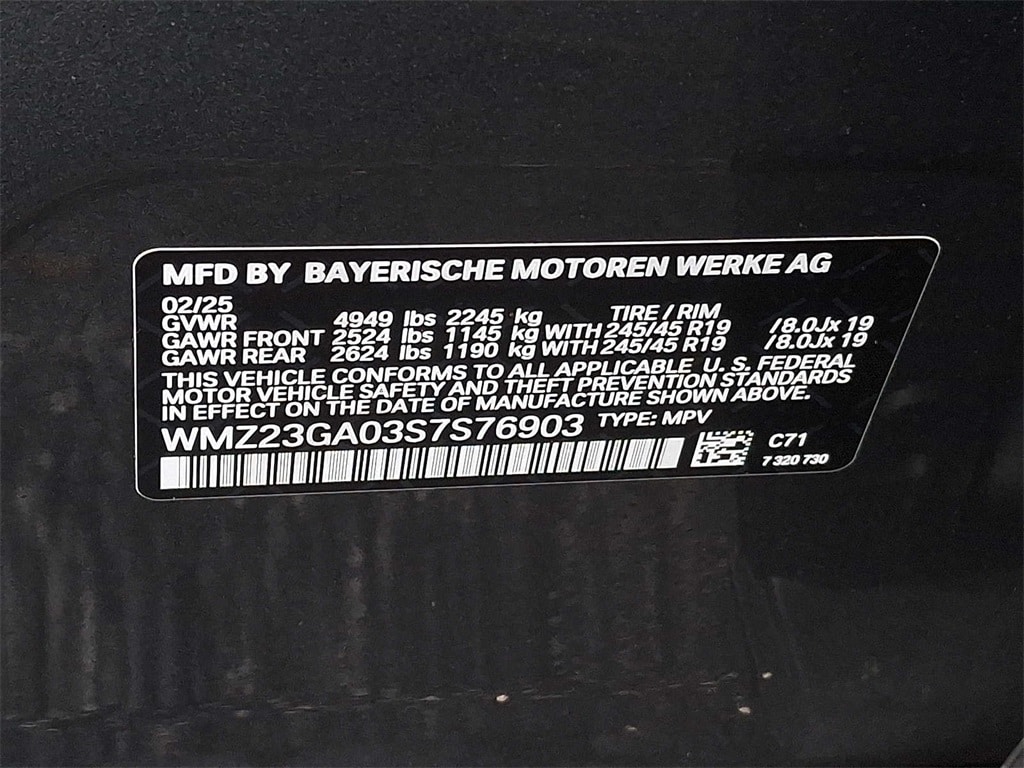 MFD BY BAYERISCHE MOTOREN WERKE AG
02/25 TIRE / RIM
GVWR 4949 lbs 2245 kg
GAWR FRONT 2524 lbs 1145 kg WITH 245/45 R19 /8.0Jx 19
GAWR REAR 2624 lbs 1190 kg WITH 245/45 R19 /8.0Jx 19
THIS VEHICLE CONFORMS TO ALL APPLICABLE U. S. FEDERAL
MOTOR VEHICLE SAFETY AND THEFT PREVENTION STANDARDS
IN EFFECT ON THE DATE OF MANUFACTURE SHOWN ABOVE.
WMZ23GA03S7S76903 TYPE: MPV
C71
7 320 730